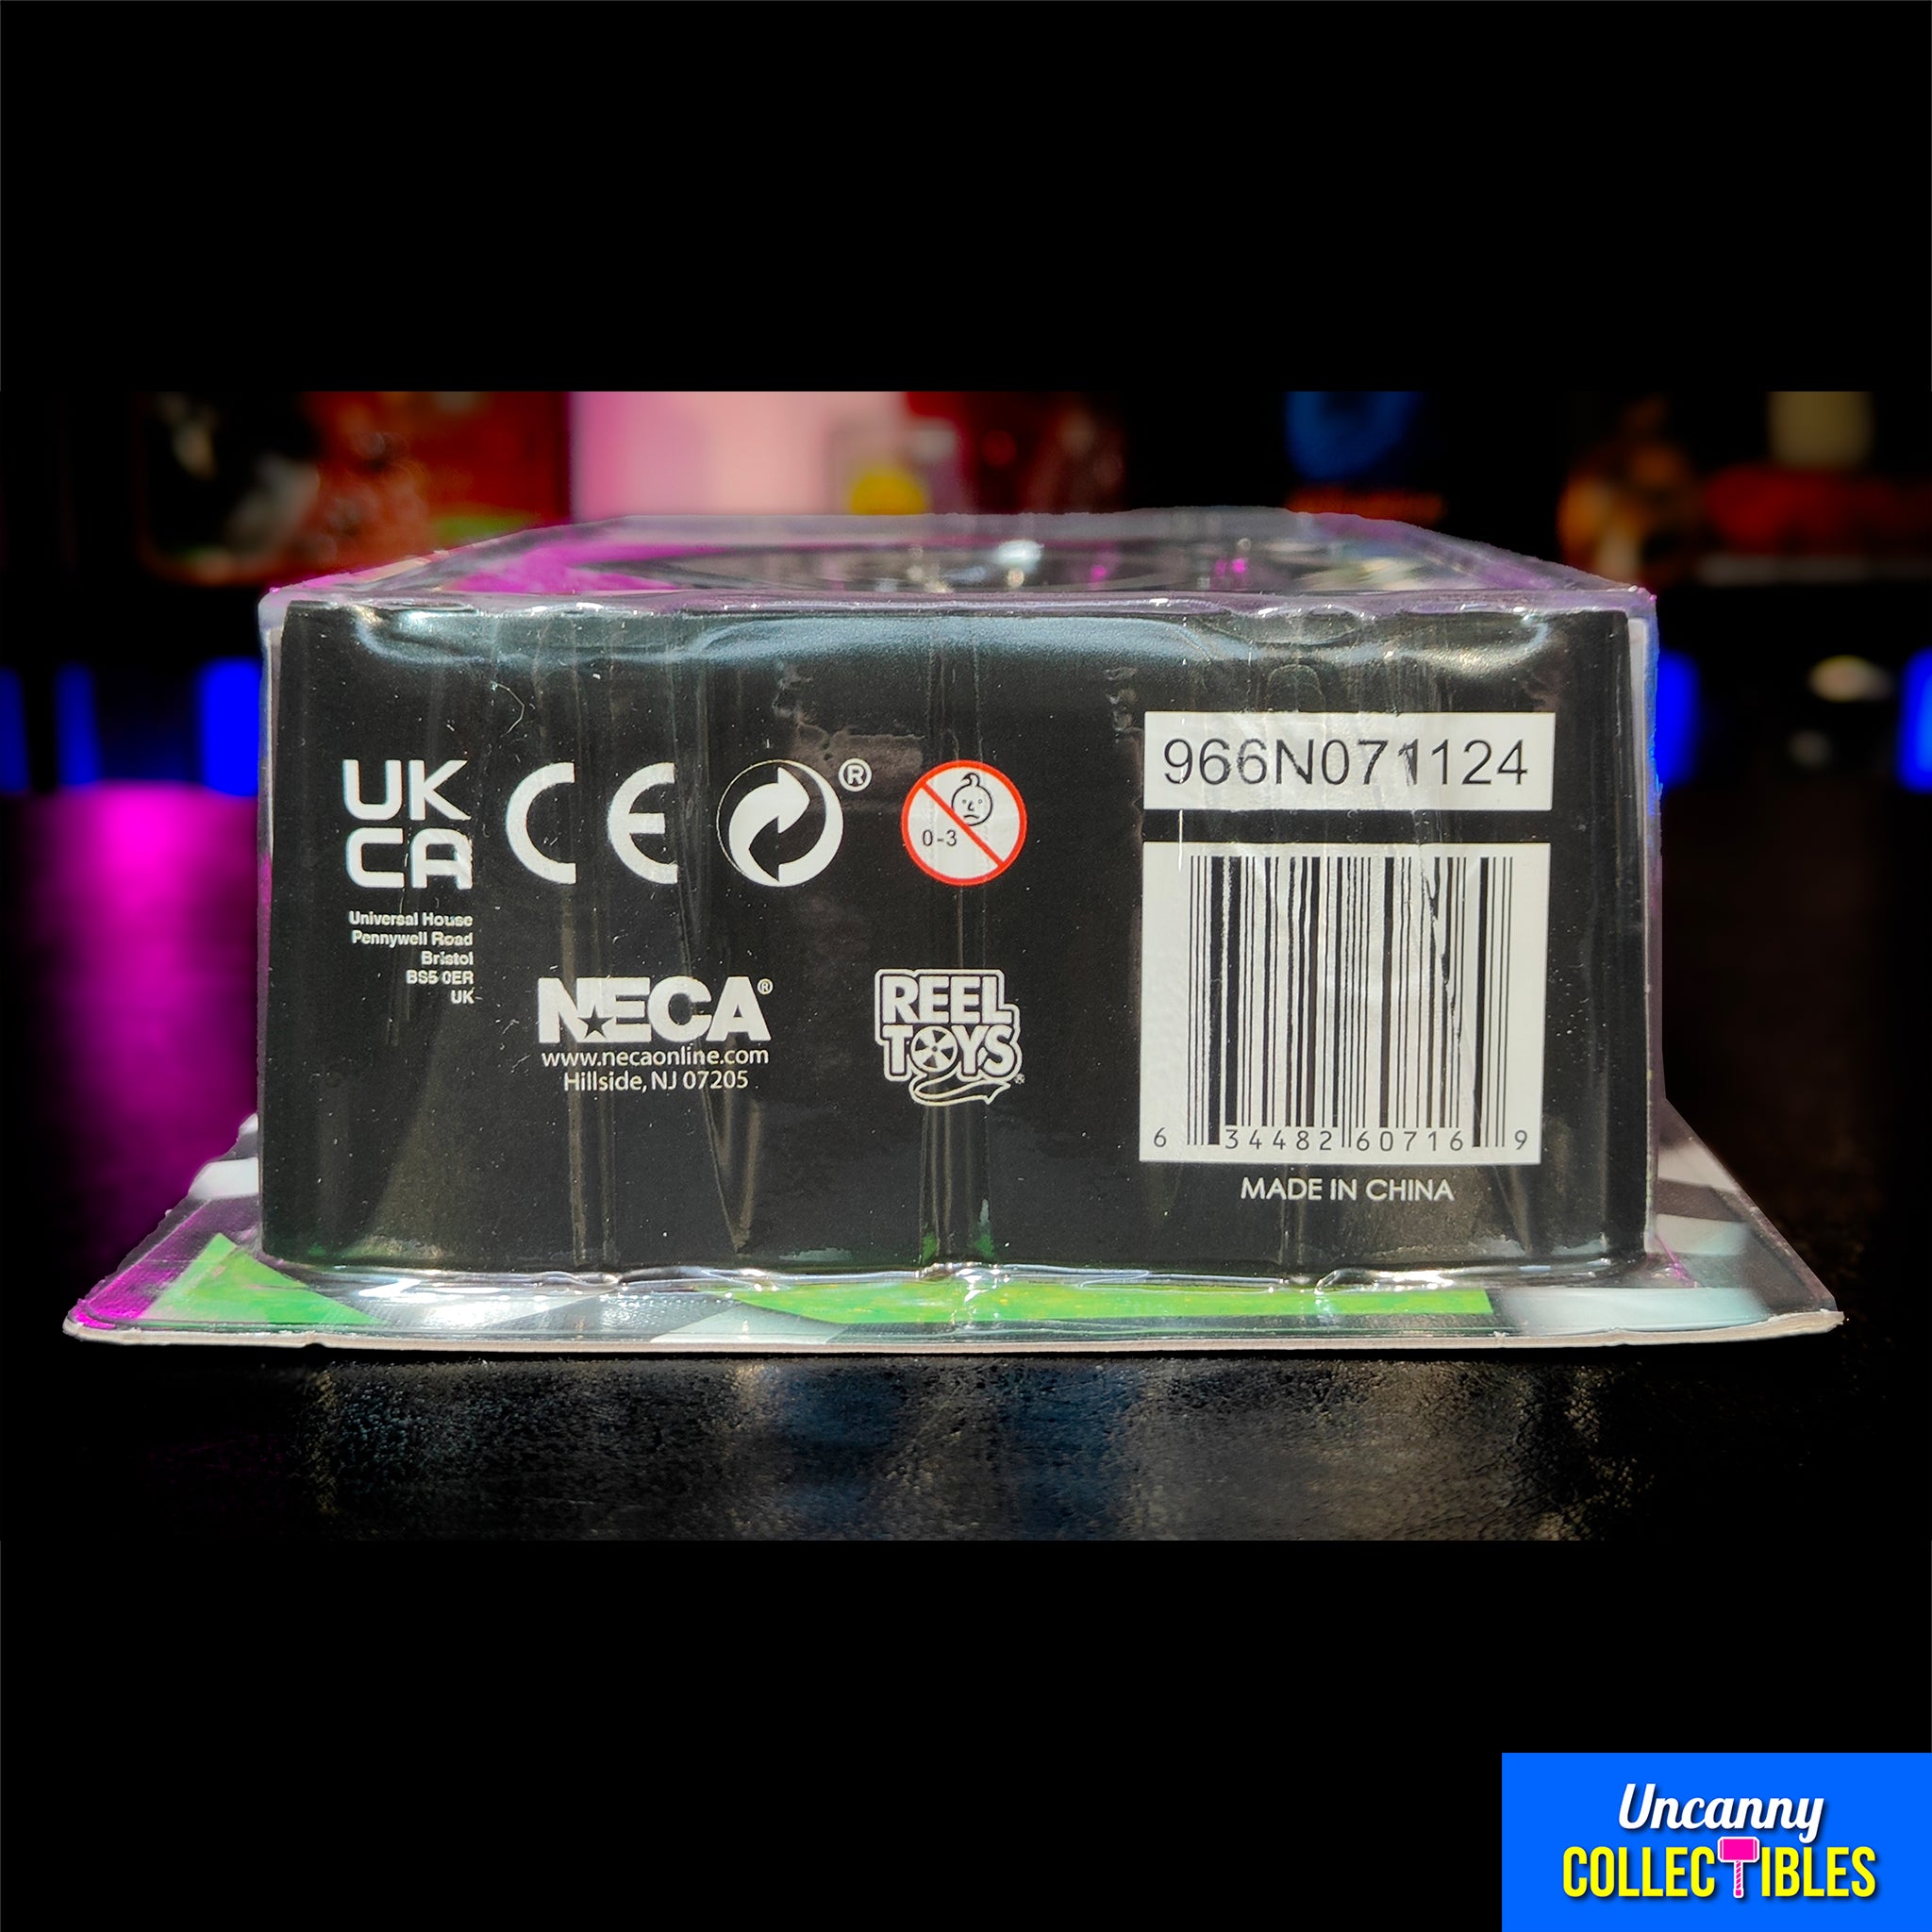 UK
CA
CE
®
0-3
966N071124
Universal House
Pennywell Road
Bristol
BS5 0ER
UK
NECA®
www.necaonline.com
Hillside, NJ 07205
REEL
TOYS®
6 34482 60716 9
MADE IN CHINA
Uncanny
COLLECTIBLES